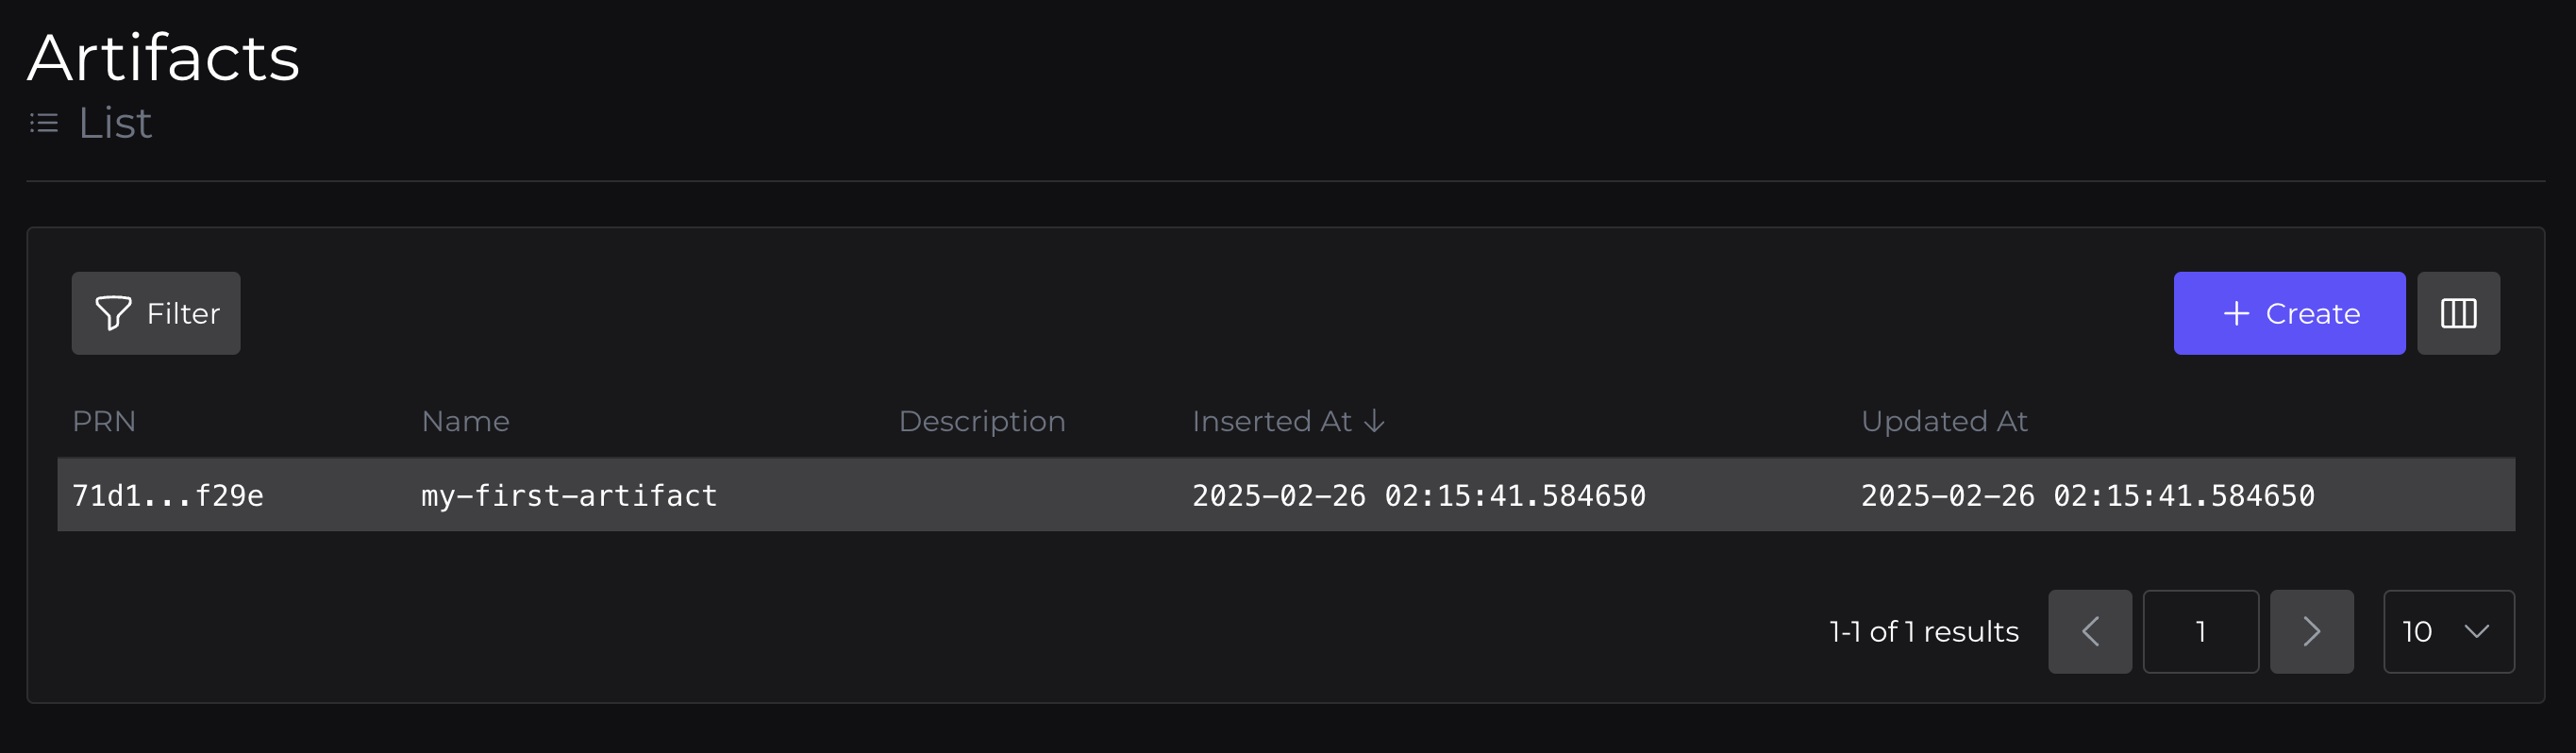 Artifacts
List
Filter
+ Create
PRN Name Description Inserted At ↓ Updated At
71d1...f29e my-first-artifact 2025-02-26 02:15:41.584650 2025-02-26 02:15:41.584650
1-1 of 1 results 1 10